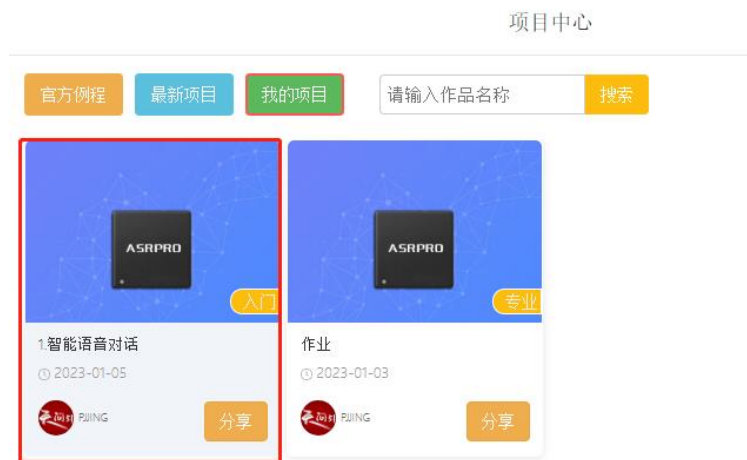 项目中心
官方例程 最新项目 我的项目 请输入作品名称 搜索
ASRPRO ASRPRO
入门 专业
1.智能语音对话 作业
2023-01-05 2023-01-03
PJJING 分享 PJJING 分享